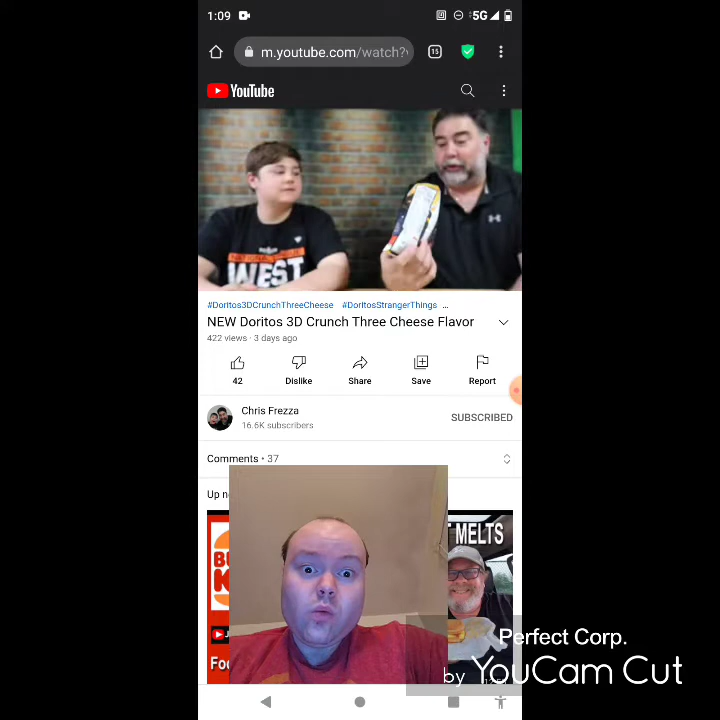 1:09
5G
m.youtube.com/watch?v
15
YouTube
WEST
#Doritos3DCrunchThreeCheese #DoritosStrangerThings ...
NEW Doritos 3D Crunch Three Cheese Flavor
422 views · 3 days ago
42 Dislike Share Save Report
Chris Frezza
16.6K subscribers
SUBSCRIBED
Comments • 37
Up
MELTS
Perfect Corp.
by YouCam Cut